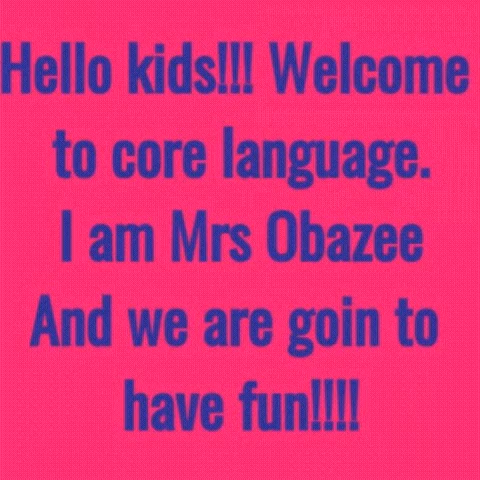 Hello kids!!! Welcome
to core language.
I am Mrs Obazee
And we are goin to
have fun!!!!